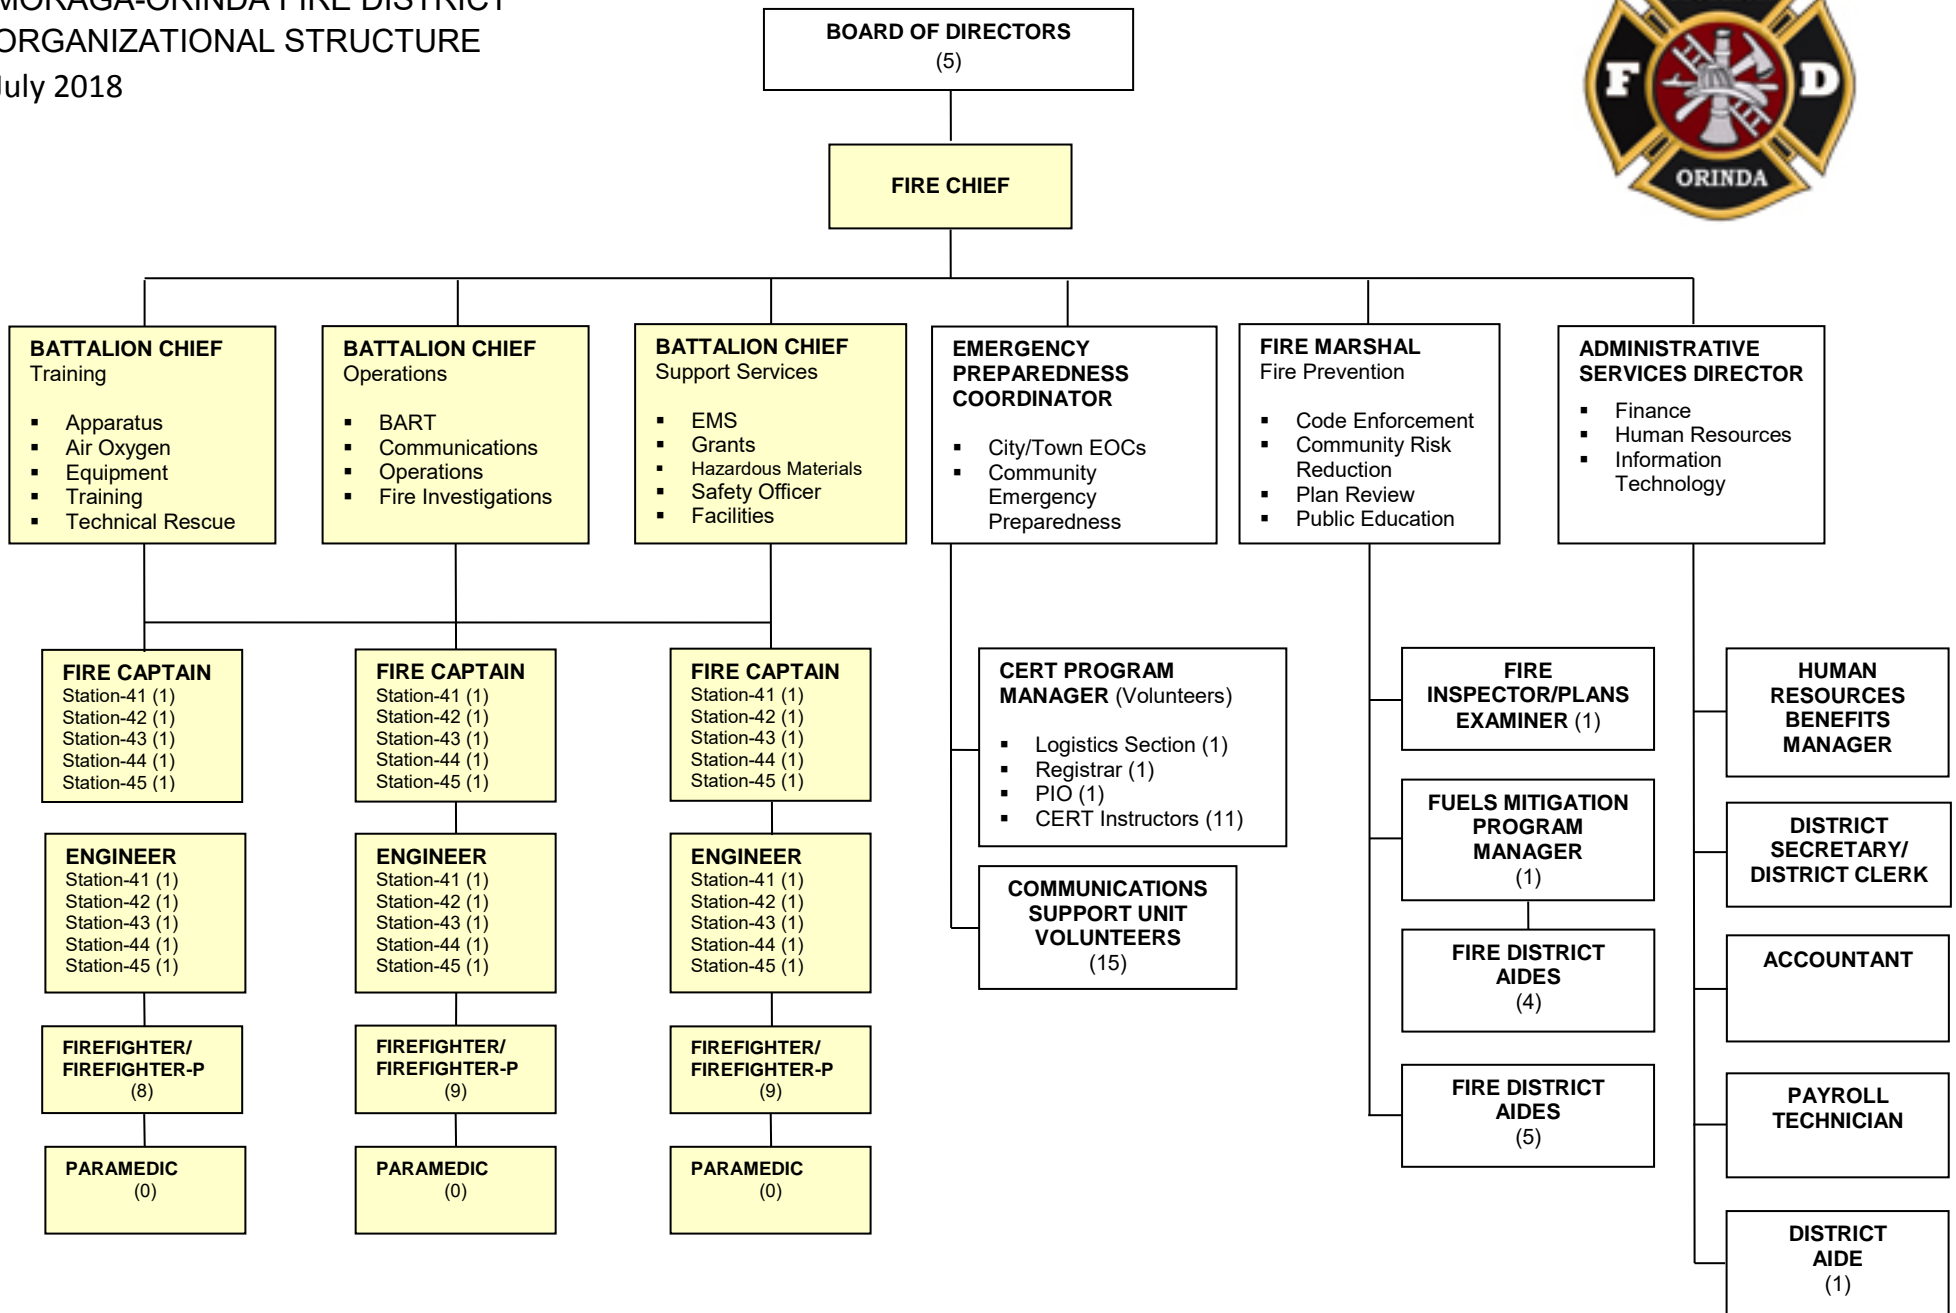 MORAGA-ORINDA FIRE DISTRICT
ORGANIZATIONAL STRUCTURE
July 2018
BOARD OF DIRECTORS
(5)
F D
ORINDA
FIRE CHIEF
BATTALION CHIEF
Training
▪ Apparatus
▪ Air Oxygen
▪ Equipment
▪ Training
▪ Technical Rescue
BATTALION CHIEF
Operations
▪ BART
▪ Communications
▪ Operations
▪ Fire Investigations
BATTALION CHIEF
Support Services
▪ EMS
▪ Grants
▪ Hazardous Materials
▪ Safety Officer
▪ Facilities
EMERGENCY
PREPAREDNESS
COORDINATOR
▪ City/Town EOCs
▪ Community
Emergency
Preparedness
FIRE MARSHAL
Fire Prevention
▪ Code Enforcement
▪ Community Risk
Reduction
▪ Plan Review
▪ Public Education
ADMINISTRATIVE
SERVICES DIRECTOR
▪ Finance
▪ Human Resources
▪ Information
Technology
FIRE CAPTAIN
Station-41 (1)
Station-42 (1)
Station-43 (1)
Station-44 (1)
Station-45 (1)
FIRE CAPTAIN
Station-41 (1)
Station-42 (1)
Station-43 (1)
Station-44 (1)
Station-45 (1)
FIRE CAPTAIN
Station-41 (1)
Station-42 (1)
Station-43 (1)
Station-44 (1)
Station-45 (1)
CERT PROGRAM
MANAGER (Volunteers)
▪ Logistics Section (1)
▪ Registrar (1)
▪ PIO (1)
▪ CERT Instructors (11)
FIRE
INSPECTOR/PLANS
EXAMINER (1)
HUMAN
RESOURCES
BENEFITS
MANAGER
ENGINEER
Station-41 (1)
Station-42 (1)
Station-43 (1)
Station-44 (1)
Station-45 (1)
ENGINEER
Station-41 (1)
Station-42 (1)
Station-43 (1)
Station-44 (1)
Station-45 (1)
ENGINEER
Station-41 (1)
Station-42 (1)
Station-43 (1)
Station-44 (1)
Station-45 (1)
COMMUNICATIONS
SUPPORT UNIT
VOLUNTEERS
(15)
FUELS MITIGATION
PROGRAM
MANAGER
(1)
DISTRICT
SECRETARY/
DISTRICT CLERK
FIRE DISTRICT
AIDES
(4)
ACCOUNTANT
FIREFIGHTER/
FIREFIGHTER-P
(8)
FIREFIGHTER/
FIREFIGHTER-P
(9)
FIREFIGHTER/
FIREFIGHTER-P
(9)
FIRE DISTRICT
AIDES
(5)
PAYROLL
TECHNICIAN
PARAMEDIC
(0)
PARAMEDIC
(0)
PARAMEDIC
(0)
DISTRICT
AIDE
(1)